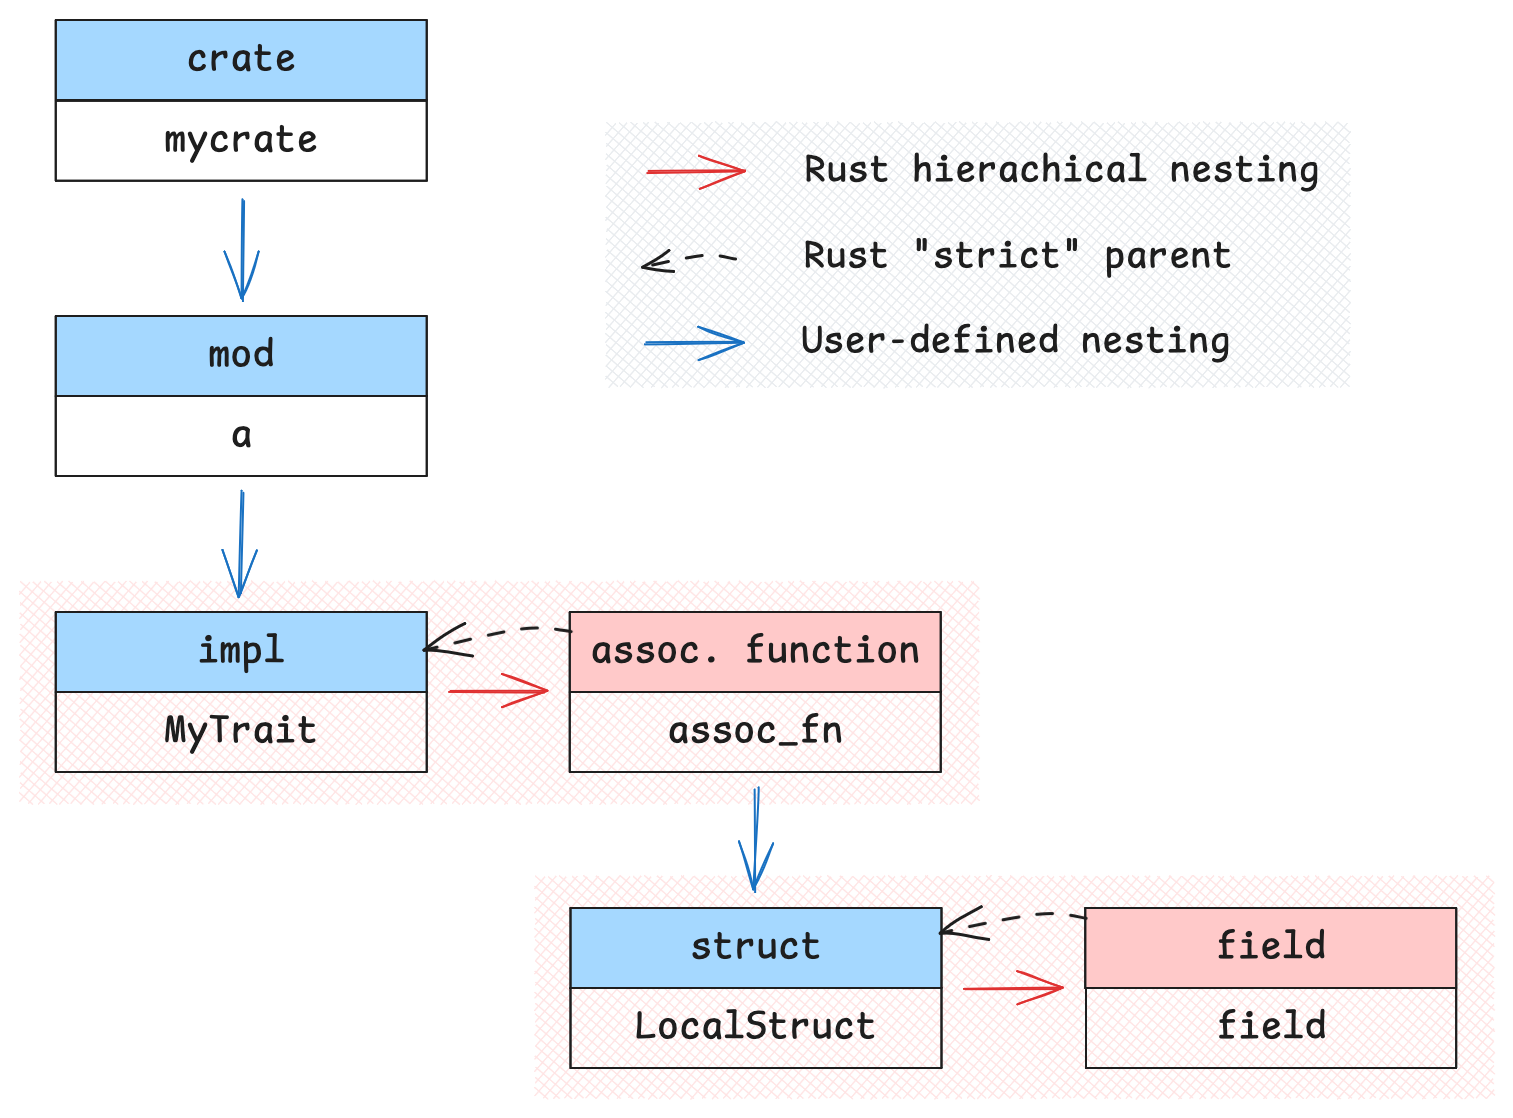 crate
mycrate
Rust hierachical nesting
Rust "strict" parent
User-defined nesting
mod
a
impl
MyTrait
assoc. function
assoc_fn
struct
LocalStruct
field
field